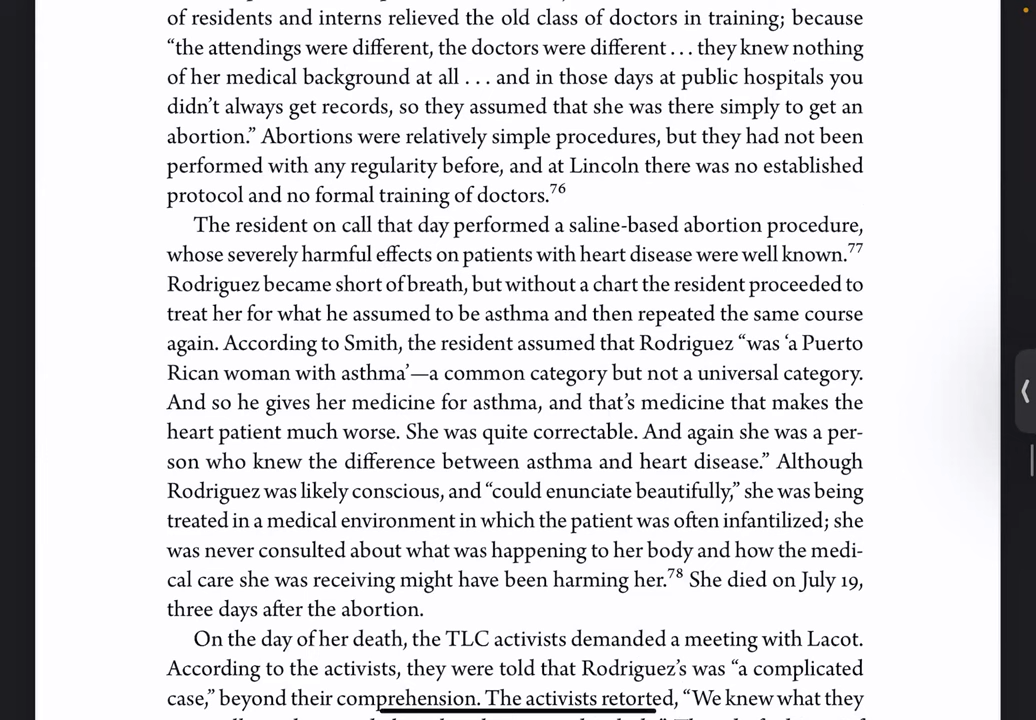 of residents and interns relieved the old class of doctors in training; because
“the attendings were different, the doctors were different . . . they knew nothing
of her medical background at all . . . and in those days at public hospitals you
didn’t always get records, so they assumed that she was there simply to get an
abortion.” Abortions were relatively simple procedures, but they had not been
performed with any regularity before, and at Lincoln there was no established
protocol and no formal training of doctors.76
The resident on call that day performed a saline-based abortion procedure,
whose severely harmful effects on patients with heart disease were well known.77
Rodriguez became short of breath, but without a chart the resident proceeded to
treat her for what he assumed to be asthma and then repeated the same course
again. According to Smith, the resident assumed that Rodriguez “was ‘a Puerto
Rican woman with asthma’—a common category but not a universal category.
And so he gives her medicine for asthma, and that’s medicine that makes the
heart patient much worse. She was quite correctable. And again she was a per-
son who knew the difference between asthma and heart disease.” Although
Rodriguez was likely conscious, and “could enunciate beautifully,” she was being
treated in a medical environment in which the patient was often infantilized; she
was never consulted about what was happening to her body and how the medi-
cal care she was receiving might have been harming her.78 She died on July 19,
three days after the abortion.
On the day of her death, the TLC activists demanded a meeting with Lacot.
According to the activists, they were told that Rodriguez’s was “a complicated
case,” beyond their comprehension. The activists retorted, “We knew what they